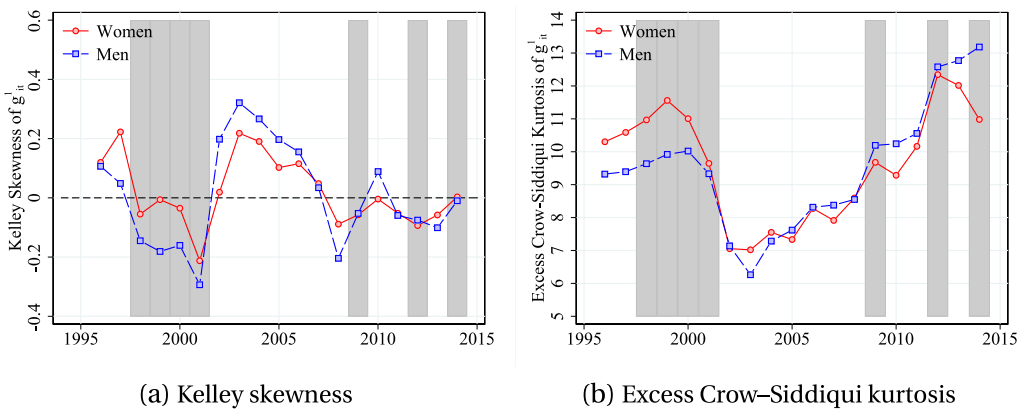 Women
Men
Kelley Skewness of g¹ᵢₜ
0.6
0.4
0.2
0
-0.2
-0.4
1995 2000 2005 2010 2015
(a) Kelley skewness
Women
Men
Excess Crow-Siddiqui Kurtosis of g¹ᵢₜ
14
13
12
11
10
9
8
7
6
5
1995 2000 2005 2010 2015
(b) Excess Crow–Siddiqui kurtosis